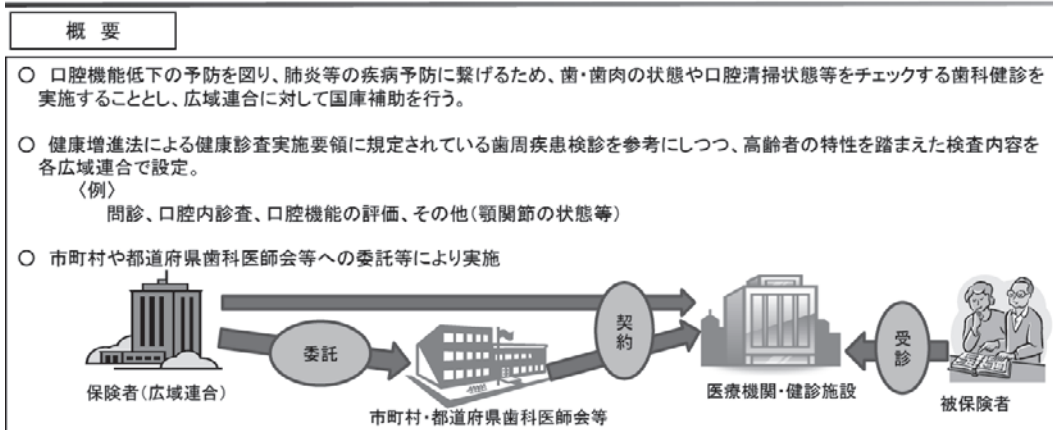 概 要
○ 口腔機能低下の予防を図り、肺炎等の疾病予防に繋げるため、歯・歯肉の状態や口腔清掃状態等をチェックする歯科健診を
実施することとし、広域連合に対して国庫補助を行う。
○ 健康増進法による健康診査実施要領に規定されている歯周疾患検診を参考にしつつ、高齢者の特性を踏まえた検査内容を
各広域連合で設定。
〈例〉
問診、口腔内診査、口腔機能の評価、その他(顎関節の状態等)
○ 市町村や都道府県歯科医師会等への委託等により実施
委託
契約
受診
保険者(広域連合)
市町村・都道府県歯科医師会等
医療機関・健診施設
被保険者